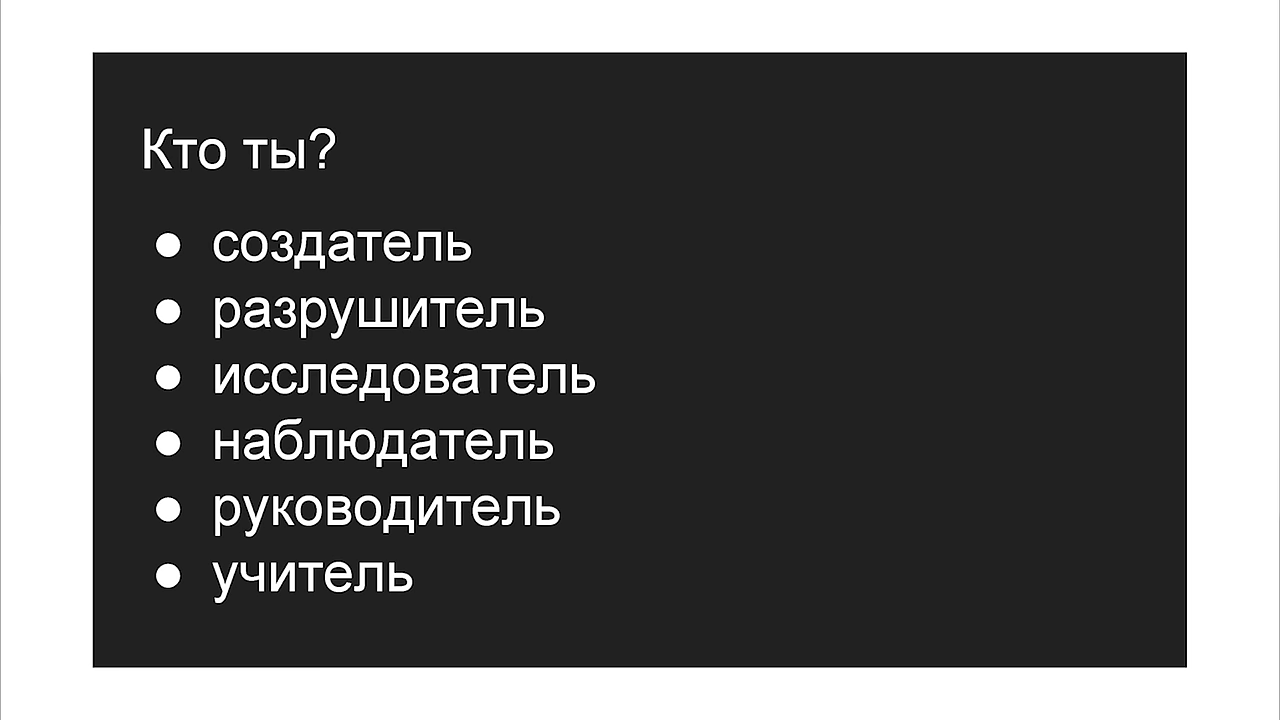 Кто ты?
● создатель
● разрушитель
● исследователь
● наблюдатель
● руководитель
● учитель